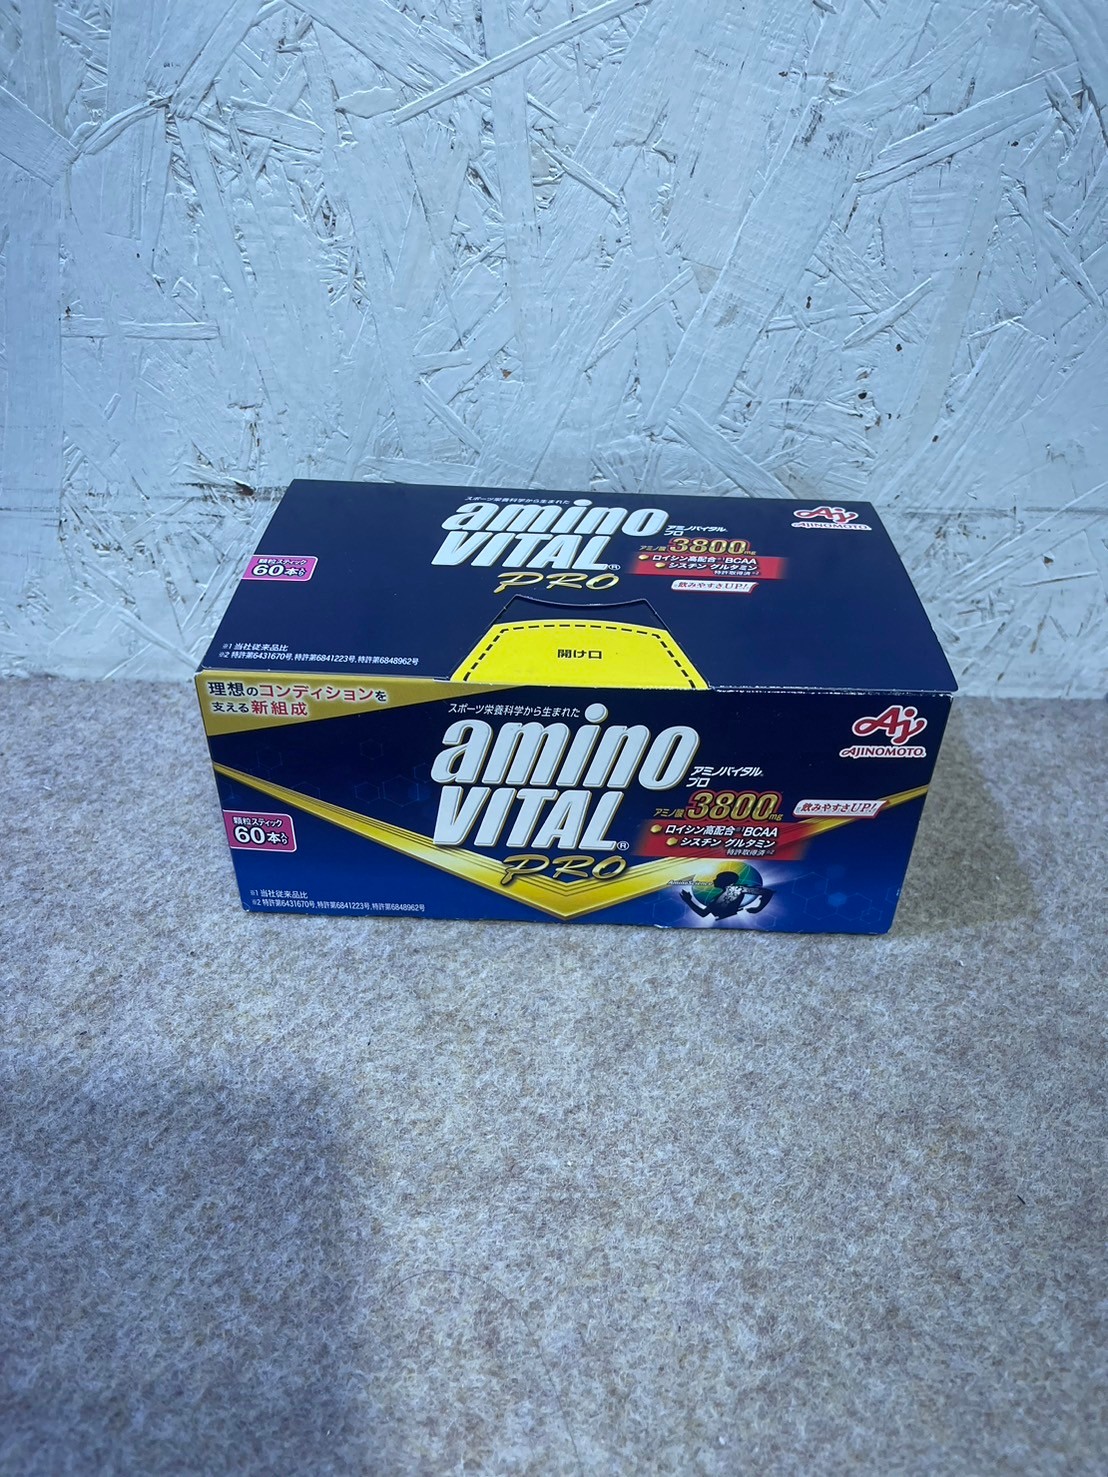 スポーツ栄養科学から生まれた
amino
VITAL®
PRO
アミノバイタル®
プロ
アミノ酸 3800mg
ロイシン高配合※1 BCAA
シスチン グルタミン
特許取得済※2
飲みやすさUP!!
Aj
AJINOMOTO®
顆粒スティック
60本入り
※1 当社従来品比
※2 特許第6431670号,特許第6841223号,特許第6848962号
開け口
理想のコンディションを
支える新組成
スポーツ栄養科学から生まれた
amino
VITAL®
PRO
アミノバイタル®
プロ
アミノ酸 3800mg
ロイシン高配合※1 BCAA
シスチン グルタミン
特許取得済※2
飲みやすさUP!!
Aj
AJINOMOTO®
顆粒スティック
60本入り
※1 当社従来品比
※2 特許第6431670号,特許第6841223号,特許第6848962号